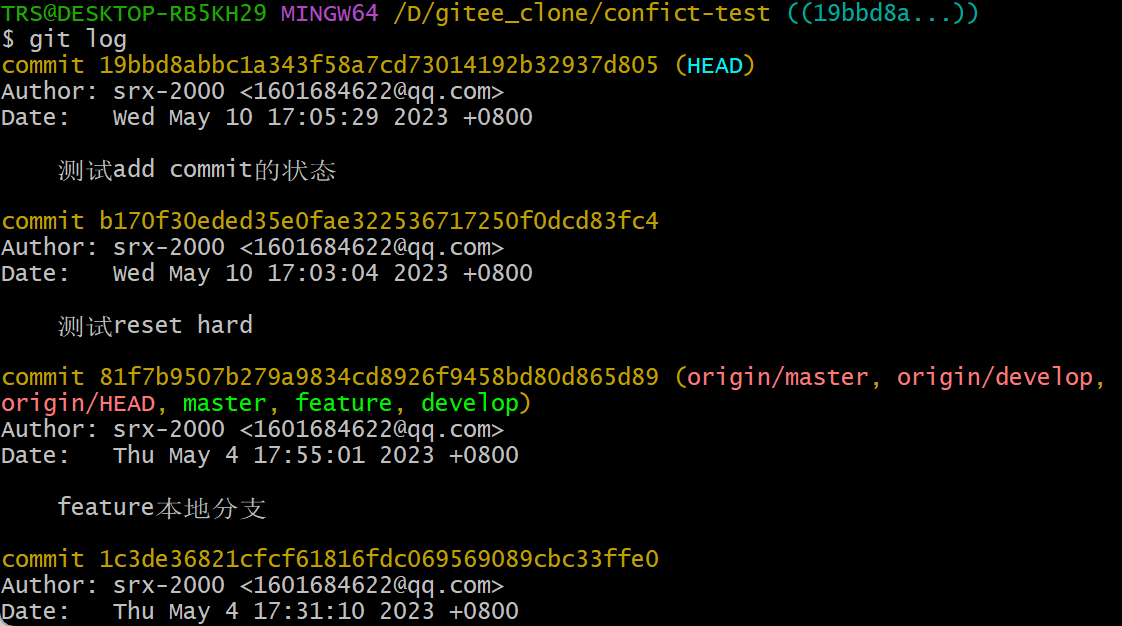 TRS@DESKTOP-RB5KH29 MINGW64 /D/gitee_clone/confict-test ((19bbd8a...))
$ git log
commit 19bbd8abbc1a343f58a7cd73014192b32937d805 (HEAD)
Author: srx-2000 <1601684622@qq.com>
Date:   Wed May 10 17:05:29 2023 +0800
测试add commit的状态
commit b170f30eded35e0fae322536717250f0dcd83fc4
Author: srx-2000 <1601684622@qq.com>
Date:   Wed May 10 17:03:04 2023 +0800
测试reset hard
commit 81f7b9507b279a9834cd8926f9458bd80d865d89 (origin/master, origin/develop,
origin/HEAD, master, feature, develop)
Author: srx-2000 <1601684622@qq.com>
Date:   Thu May 4 17:55:01 2023 +0800
feature本地分支
commit 1c3de36821cfcf61816fdc069569089cbc33ffe0
Author: srx-2000 <1601684622@qq.com>
Date:   Thu May 4 17:31:10 2023 +0800